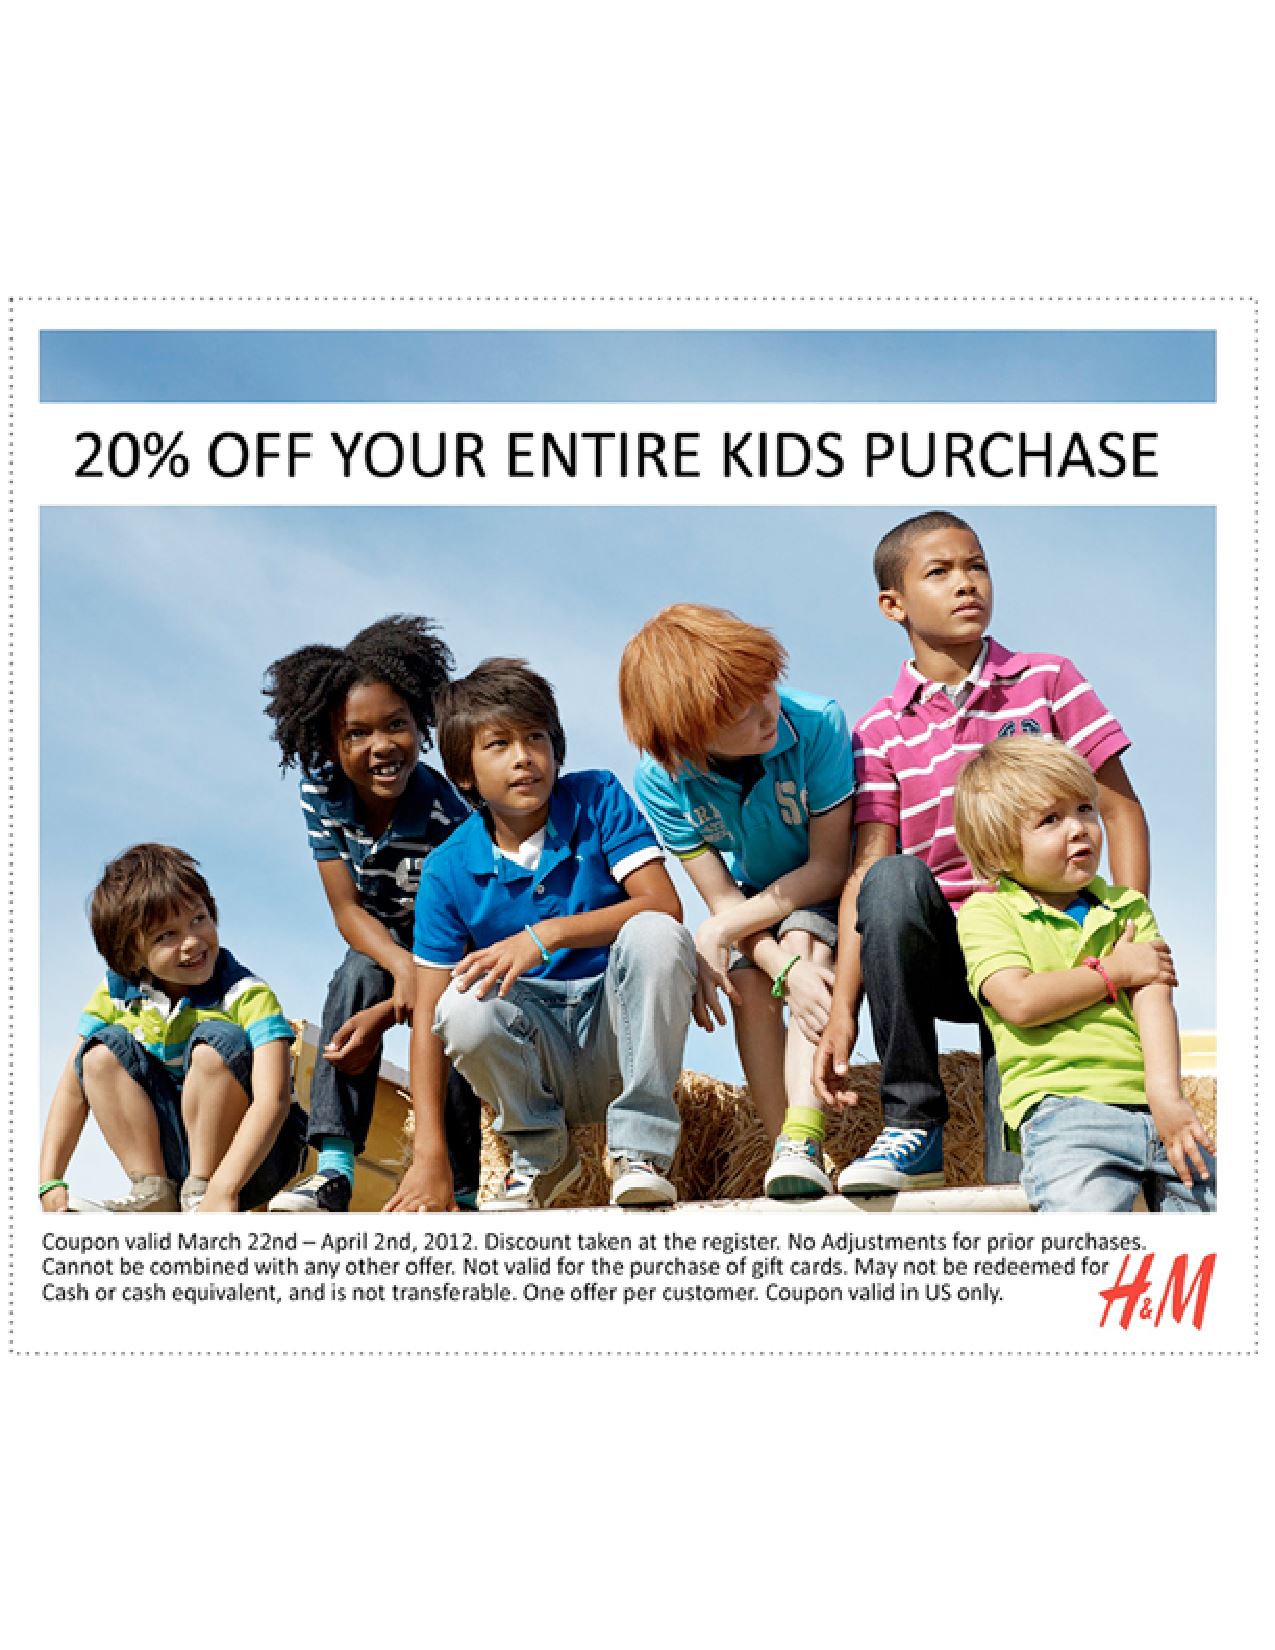 20% OFF YOUR ENTIRE KIDS PURCHASE
Coupon valid March 22nd – April 2nd, 2012. Discount taken at the register. No Adjustments for prior purchases.
Cannot be combined with any other offer. Not valid for the purchase of gift cards. May not be redeemed for
Cash or cash equivalent, and is not transferable. One offer per customer. Coupon valid in US only.
H&M